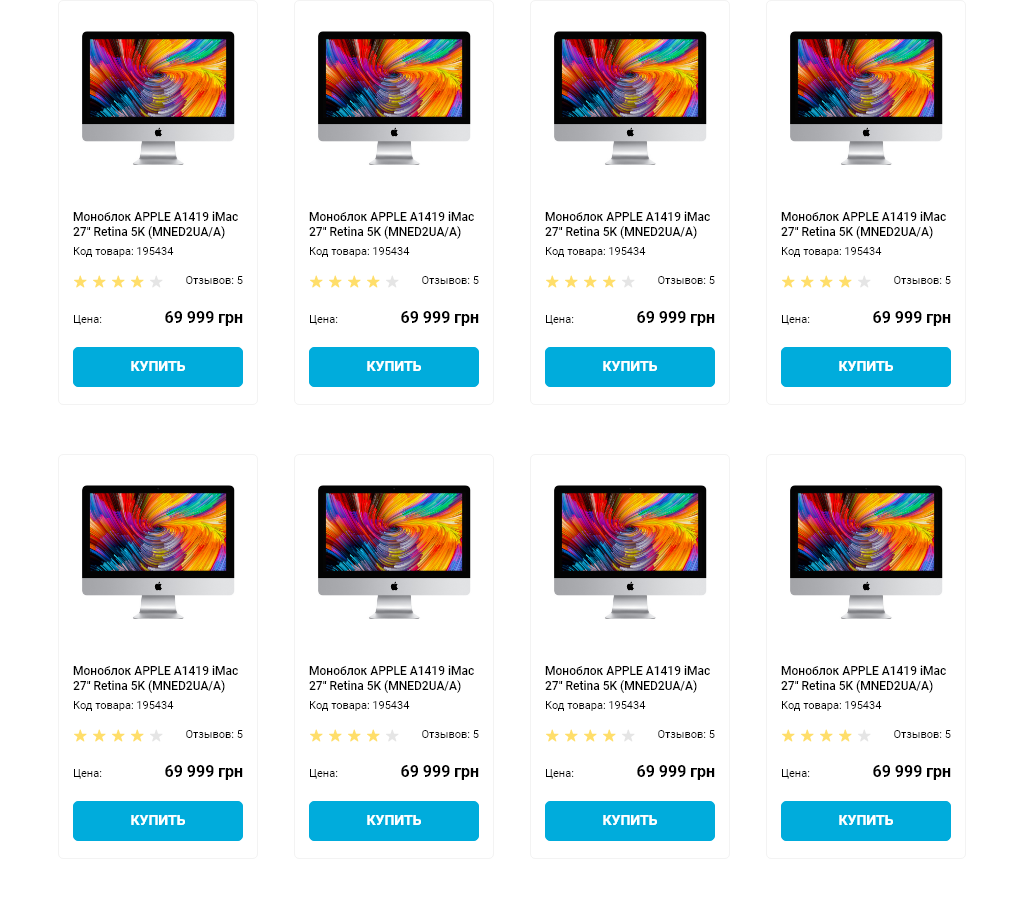 Моноблок APPLE A1419 iMac
27" Retina 5K (MNED2UA/A)
Код товара: 195434
Отзывов: 5
Цена: 69 999 грн
КУПИТЬ
Моноблок APPLE A1419 iMac
27" Retina 5K (MNED2UA/A)
Код товара: 195434
Отзывов: 5
Цена: 69 999 грн
КУПИТЬ
Моноблок APPLE A1419 iMac
27" Retina 5K (MNED2UA/A)
Код товара: 195434
Отзывов: 5
Цена: 69 999 грн
КУПИТЬ
Моноблок APPLE A1419 iMac
27" Retina 5K (MNED2UA/A)
Код товара: 195434
Отзывов: 5
Цена: 69 999 грн
КУПИТЬ
Моноблок APPLE A1419 iMac
27" Retina 5K (MNED2UA/A)
Код товара: 195434
Отзывов: 5
Цена: 69 999 грн
КУПИТЬ
Моноблок APPLE A1419 iMac
27" Retina 5K (MNED2UA/A)
Код товара: 195434
Отзывов: 5
Цена: 69 999 грн
КУПИТЬ
Моноблок APPLE A1419 iMac
27" Retina 5K (MNED2UA/A)
Код товара: 195434
Отзывов: 5
Цена: 69 999 грн
КУПИТЬ
Моноблок APPLE A1419 iMac
27" Retina 5K (MNED2UA/A)
Код товара: 195434
Отзывов: 5
Цена: 69 999 грн
КУПИТЬ